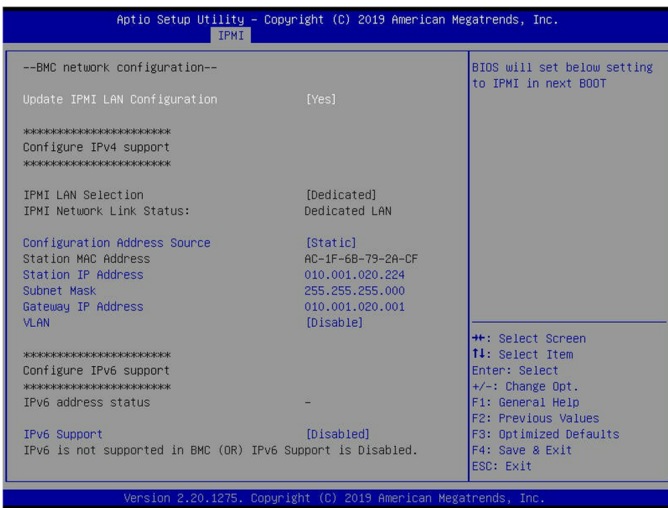 Aptio Setup Utility – Copyright (C) 2019 American Megatrends, Inc.
IPMI
--BMC network configuration--
Update IPMI LAN Configuration [Yes]
***********************
Configure IPv4 support
***********************
IPMI LAN Selection [Dedicated]
IPMI Network Link Status: Dedicated LAN
Configuration Address Source [Static]
Station MAC Address AC-1F-6B-79-2A-CF
Station IP Address 010.001.020.224
Subnet Mask 255.255.255.000
Gateway IP Address 010.001.020.001
VLAN [Disable]
***********************
Configure IPv6 support
***********************
IPv6 address status –
IPv6 Support [Disabled]
IPv6 is not supported in BMC (OR) IPv6 Support is Disabled.
BIOS will set below setting
to IPMI in next BOOT
→←: Select Screen
↑↓: Select Item
Enter: Select
+/-: Change Opt.
F1: General Help
F2: Previous Values
F3: Optimized Defaults
F4: Save & Exit
ESC: Exit
Version 2.20.1275. Copyright (C) 2019 American Megatrends, Inc.